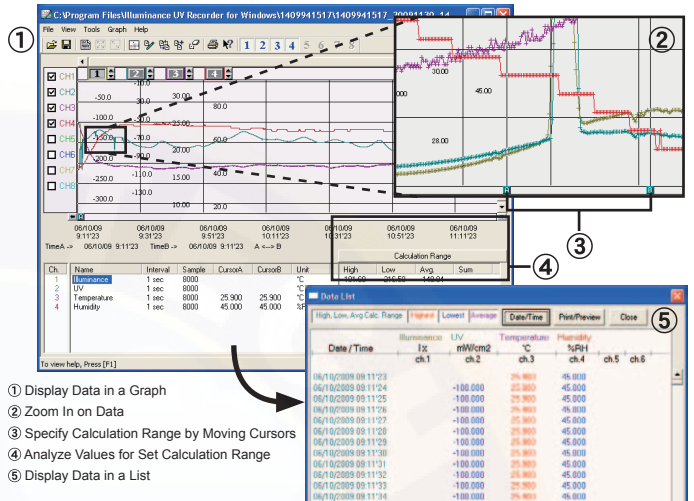 ①
C:\Program Files\Illuminance UV Recorder for Windows\1409941517\1409941517_20091130_14
File View Tools Graph Help
1 2 3 4 5 6 7 8
②
1 2 3 4
CH1
CH2
CH3
CH4
CH5
CH6
CH7
CH8
-50.0 30.0 30.00 80.0
-100.0
-150.0 -70.0 25.00 60.0
-200.0 -90.0
-250.0 -110.0 15.00 40.0
-300.0 -130.0 10.00 20.0
30.00 45.00
28.00
A B
③
06/10/09 06/10/09 06/10/09 06/10/09 06/10/09 06/10/09 06/10/09
9:11'23 9:31'23 9:51'23 10:11'23 10:31'23 10:51'23 11:11'23
TimeA -> 06/10/09 9:11'23 TimeB -> 06/10/09 9:11'23 A <--> B
Calculation Range
④
Ch. Name Interval Sample CursorA CursorB Unit High Low Avg Sum
1 Illuminance 1 sec 8000 °C
2 UV 1 sec 8000 °C
3 Temperature 1 sec 8000 25.900 25.900 °C
4 Humidity 1 sec 8000 45.000 45.000
To view help, Press [F1]
Data List
High, Low, Avg Calc. Range Highest Lowest Average Date/Time Print/Preview Close
⑤
Illuminance UV Temperature Humidity
Date / Time lx mW/cm2 °C %RH
ch.1 ch.2 ch.3 ch.4 ch.5 ch.6
06/10/2009 09:11'23 25.900 45.000
06/10/2009 09:11'24 -100.000 25.900 45.000
06/10/2009 09:11'25 -100.000 25.900 45.000
06/10/2009 09:11'26 -100.000 25.900 45.000
06/10/2009 09:11'27 -100.000 25.900 45.000
06/10/2009 09:11'28 -100.000 25.900 45.000
06/10/2009 09:11'29 -100.000 25.900 45.000
06/10/2009 09:11'30 -100.000 25.900 45.000
06/10/2009 09:11'31 -100.000 25.900 45.000
06/10/2009 09:11'32 -100.000 25.900 45.000
06/10/2009 09:11'33 -100.000 25.900 45.000
06/10/2009 09:11'34 -100.000 25.900 45.000
① Display Data in a Graph
② Zoom In on Data
③ Specify Calculation Range by Moving Cursors
④ Analyze Values for Set Calculation Range
⑤ Display Data in a List